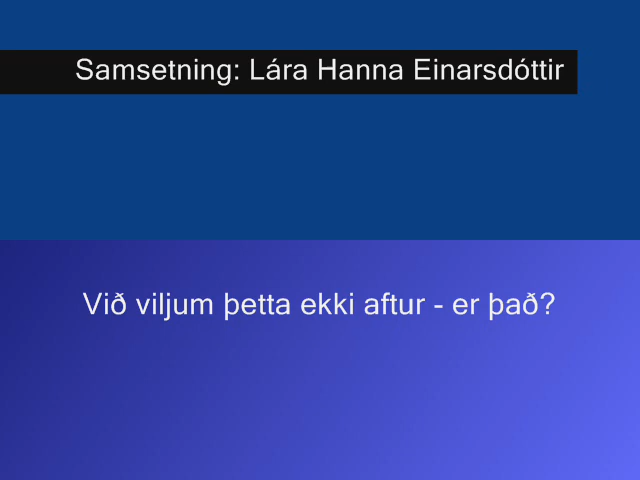 Samsetning: Lára Hanna Einarsdóttir
Við viljum þetta ekki aftur - er það?